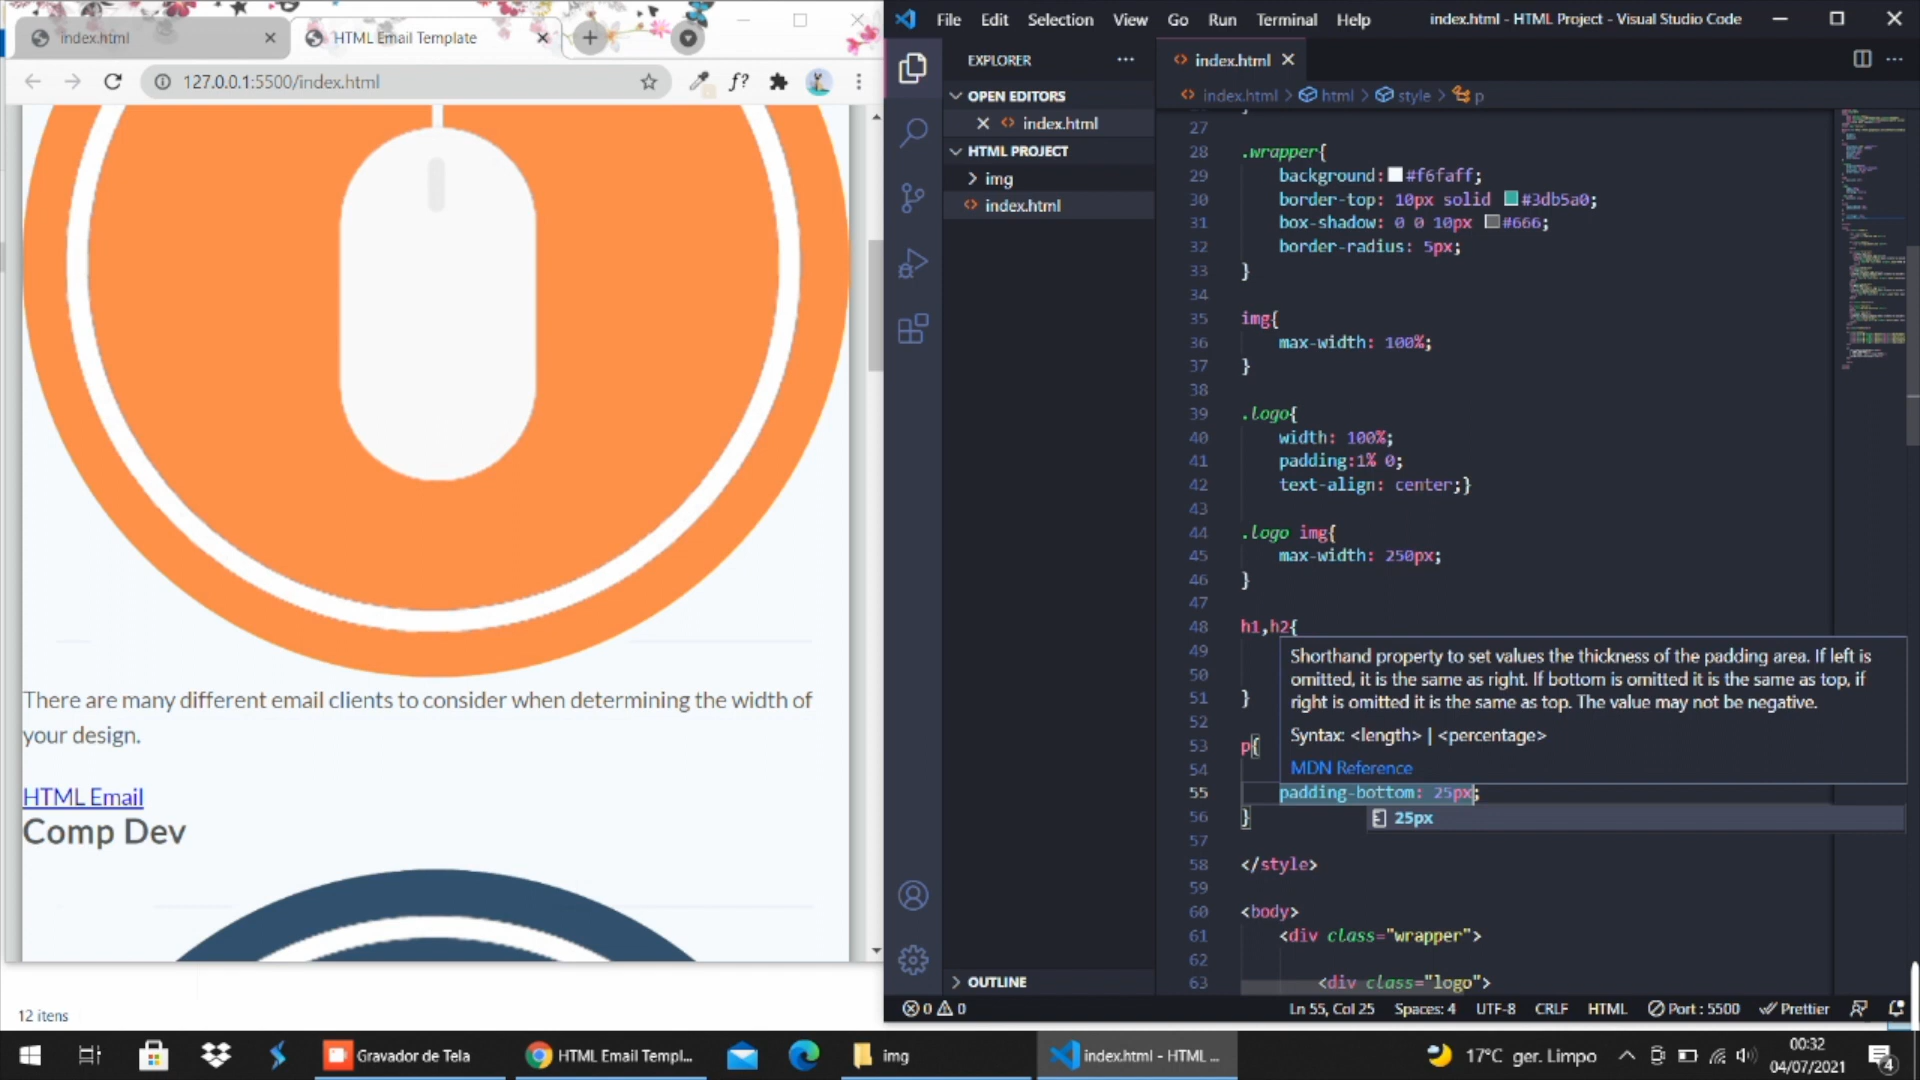 index.html
HTML Email Template
127.0.0.1:5500/index.html
f?
There are many different email clients to consider when determining the width of
your design.
HTML Email
Comp Dev
12 itens
File Edit Selection View Go Run Terminal Help
index.html - HTML Project - Visual Studio Code
EXPLORER
OPEN EDITORS
index.html
HTML PROJECT
img
index.html
OUTLINE
index.html
index.html > html > style > p
27
28 .wrapper{
29 background: #f6faff;
30 border-top: 10px solid #3db5a0;
31 box-shadow: 0 0 10px #666;
32 border-radius: 5px;
33 }
34
35 img{
36 max-width: 100%;
37 }
38
39 .logo{
40 width: 100%;
41 padding:1% 0;
42 text-align: center;}
43
44 .logo img{
45 max-width: 250px;
46 }
47
48 h1,h2{
49
50
51 }
52
53 p{
54
55 padding-bottom: 25px;
56 }
57
58 </style>
59
60 <body>
61 <div class="wrapper">
62
63 <div class="logo">
Shorthand property to set values the thickness of the padding area. If left is
omitted, it is the same as right. If bottom is omitted it is the same as top, if
right is omitted it is the same as top. The value may not be negative.
Syntax: <length> | <percentage>
MDN Reference
25px
0 0
Ln 55, Col 25 Spaces: 4 UTF-8 CRLF HTML Port : 5500 Prettier
Gravador de Tela
HTML Email Templ...
img
index.html - HTML ...
17°C ger. Limpo
00:32
04/07/2021
4